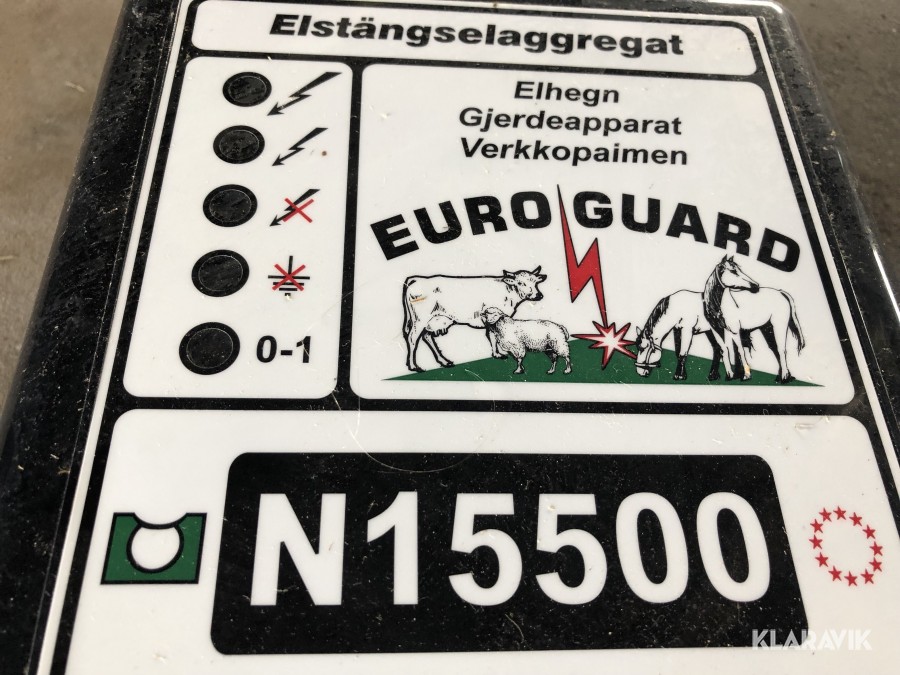 Elstängselaggregat
Elhegn
Gjerdeapparat
Verkkopaimen
EURO GUARD
0-1
N15500
KLARAVIK